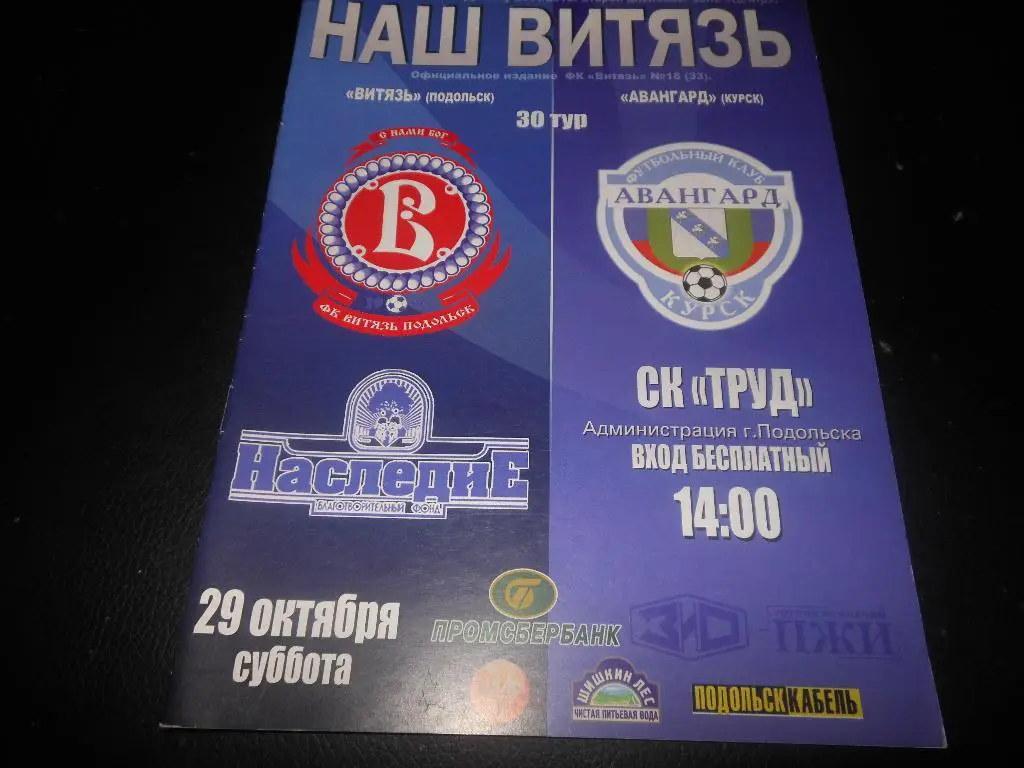 НАШ ВИТЯЗЬ
Официальное издание ФК «Витязь» №18 (33).
«ВИТЯЗЬ» (ПОДОЛЬСК)
«АВАНГАРД» (КУРСК)
30 тур
С НАМИ БОГ
В
ФК ВИТЯЗЬ ПОДОЛЬСК
ФУТБОЛЬНЫЙ КЛУБ
АВАНГАРД
КУРСК
СК «ТРУД»
Администрация г.Подольска
ВХОД БЕСПЛАТНЫЙ
14:00
НаследиЕ
БЛАГОТВОРИТЕЛЬНЫЙ ФОНД
29 октября
суббота
ПРОМСБЕРБАНК
ЗИО
ПЖИ
ШИШКИН ЛЕС
ЧИСТАЯ ПИТЬЕВАЯ ВОДА
ПОДОЛЬСККАБЕЛЬ